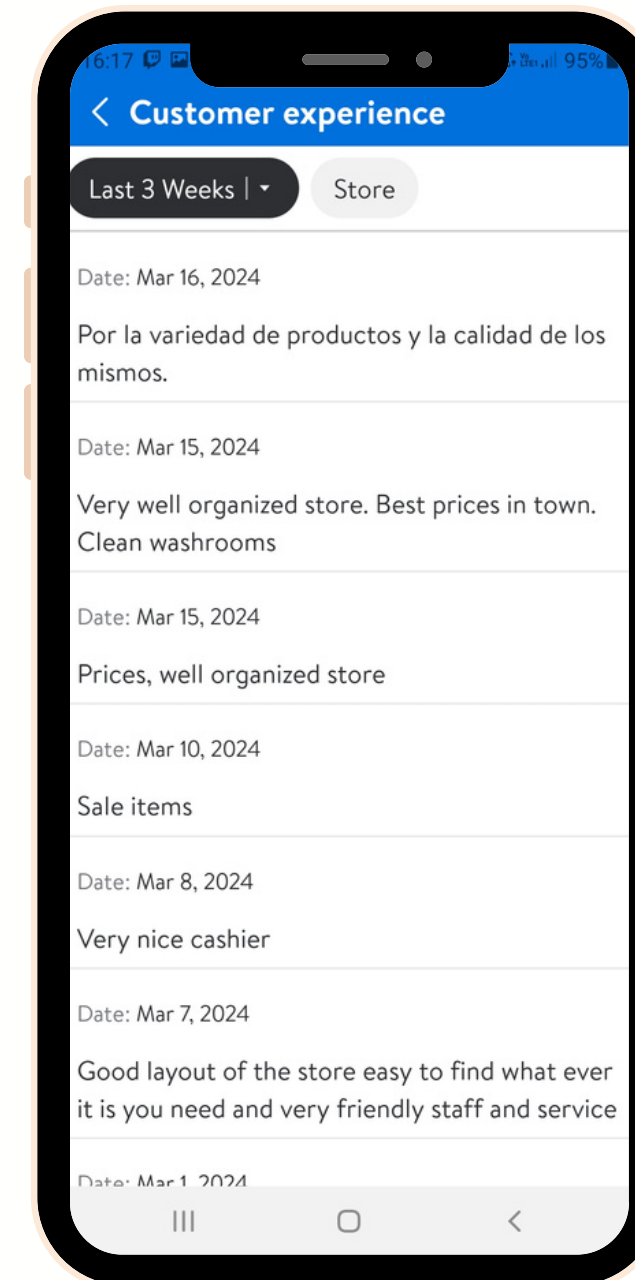 16:17 95%
Customer experience
Last 3 Weeks Store
Date: Mar 16, 2024
Por la variedad de productos y la calidad de los
mismos.
Date: Mar 15, 2024
Very well organized store. Best prices in town.
Clean washrooms
Date: Mar 15, 2024
Prices, well organized store
Date: Mar 10, 2024
Sale items
Date: Mar 8, 2024
Very nice cashier
Date: Mar 7, 2024
Good layout of the store easy to find what ever
it is you need and very friendly staff and service
Date: Mar 1, 2024